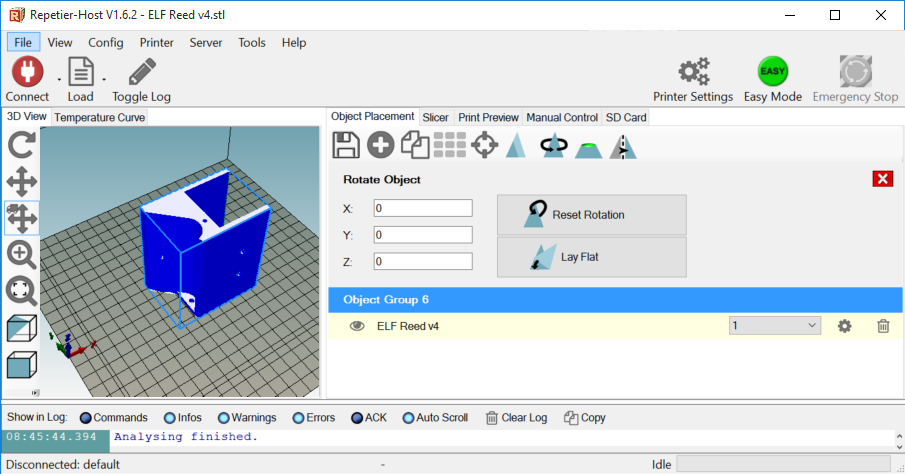 Repetier-Host V1.6.2 - ELF Reed v4.stl
File View Config Printer Server Tools Help
Connect Load Toggle Log Printer Settings EASY Easy Mode Emergency Stop
3D View Temperature Curve Object Placement Slicer Print Preview Manual Control SD Card
Rotate Object
X: 0 Reset Rotation
Y: 0
Z: 0 Lay Flat
Object Group 6
ELF Reed v4 1
Show in Log: Commands Infos Warnings Errors ACK Auto Scroll Clear Log Copy
08:45:44.394 Analysing finished.
Disconnected: default - Idle